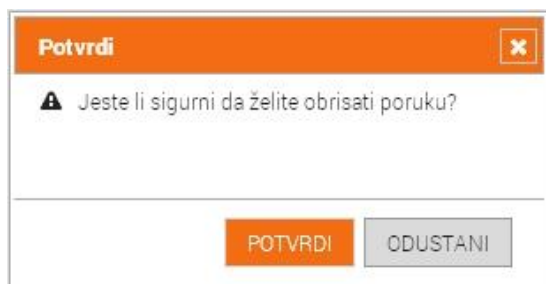 Potvrdi
Jeste li sigurni da želite obrisati poruku?
POTVRDI ODUSTANI